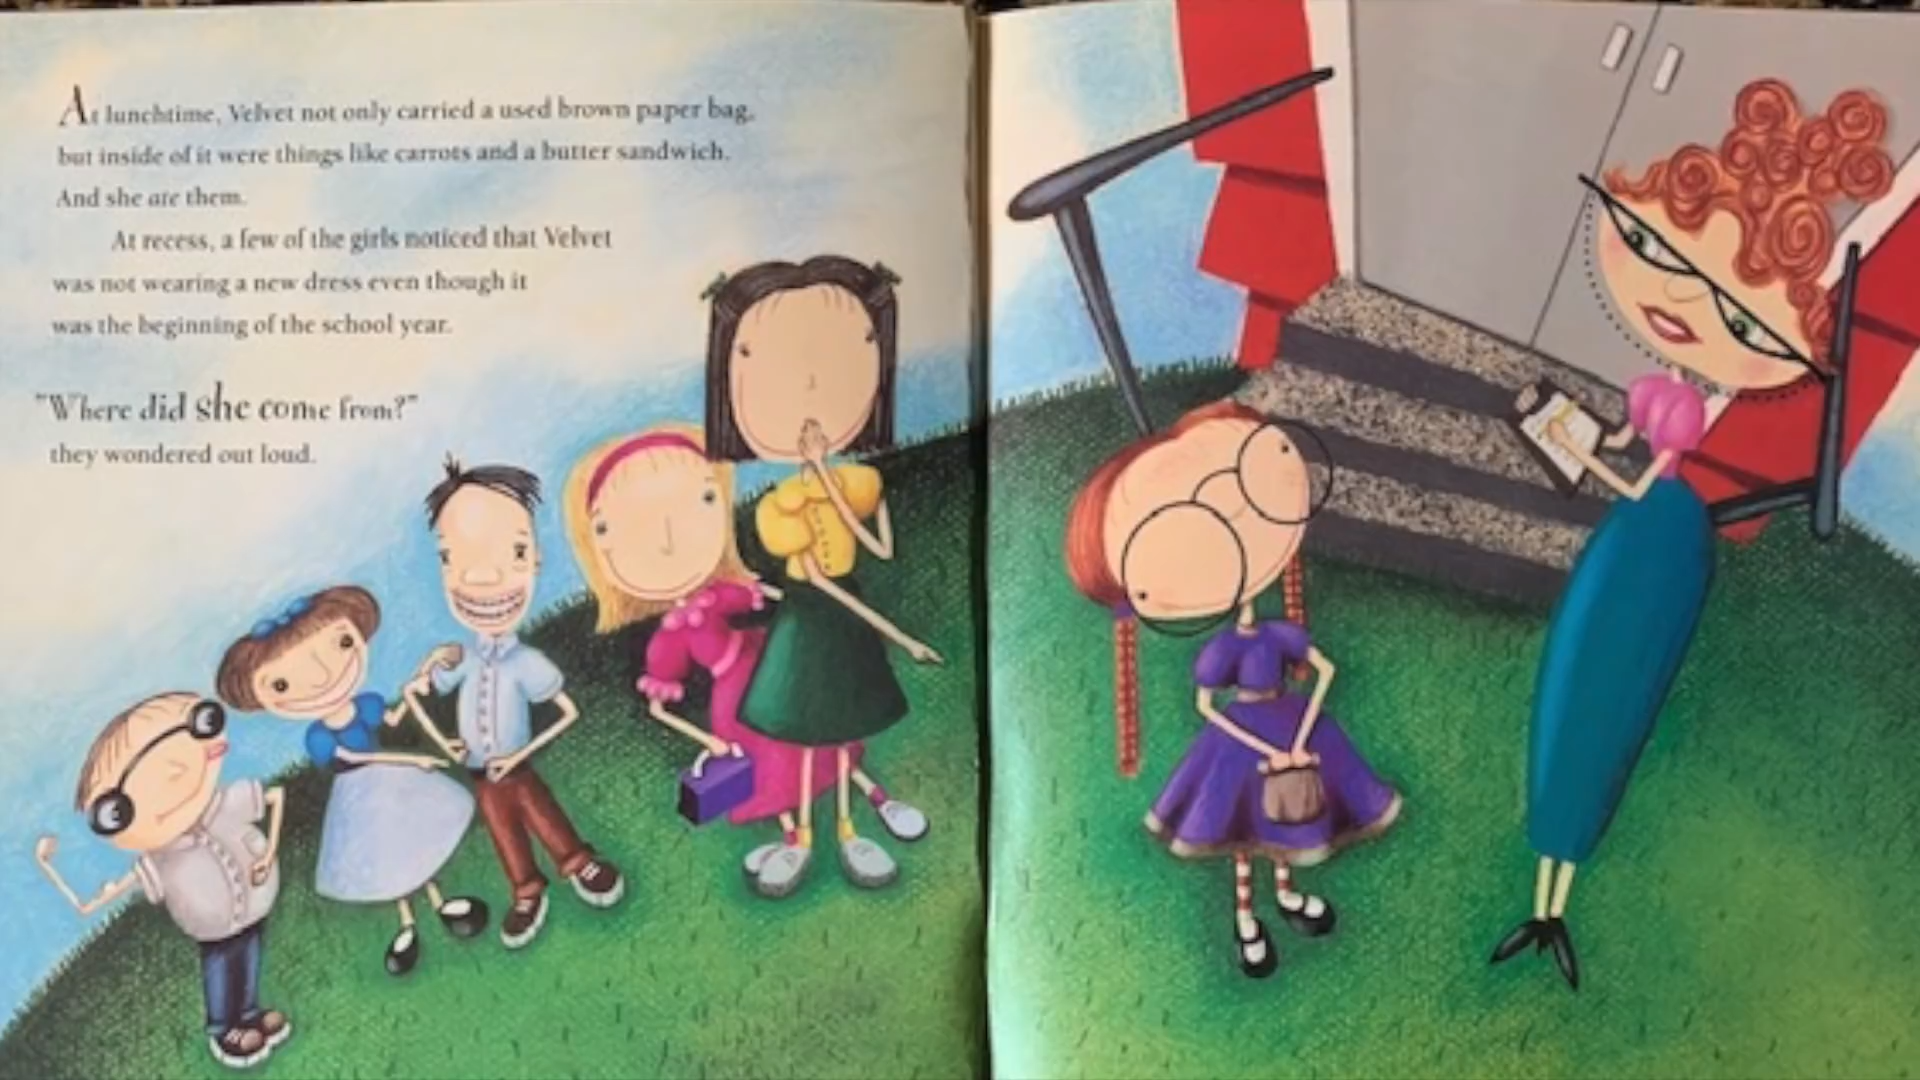 At lunchtime, Velvet not only carried a used brown paper bag,
but inside of it were things like carrots and a butter sandwich.
And she ate them.
At recess, a few of the girls noticed that Velvet
was not wearing a new dress even though it
was the beginning of the school year.
"Where did she come from?"
they wondered out loud.